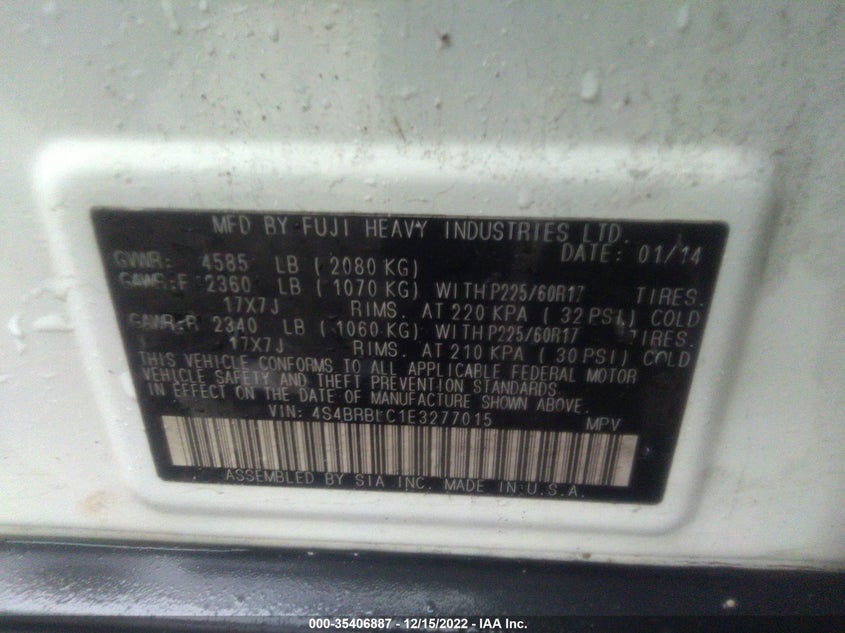 MFD BY FUJI HEAVY INDUSTRIES LTD.
DATE: 01/14
GVWR: 4585 LB ( 2080 KG)
GAWR:F 2360 LB ( 1070 KG) WITH P225/60R17 TIRES.
17X7J RIMS. AT 220 KPA ( 32 PSI) COLD
GAWR:R 2340 LB ( 1060 KG) WITH P225/60R17 TIRES.
17X7J RIMS. AT 210 KPA ( 30 PSI) COLD
THIS VEHICLE CONFORMS TO ALL APPLICABLE FEDERAL MOTOR
VEHICLE SAFETY AND THEFT PREVENTION STANDARDS
IN EFFECT ON THE DATE OF MANUFACTURE SHOWN ABOVE.
VIN: MPV
ASSEMBLED BY SIA INC. MADE IN U.S.A.
000-35406887 - 12/15/2022 - IAA Inc.